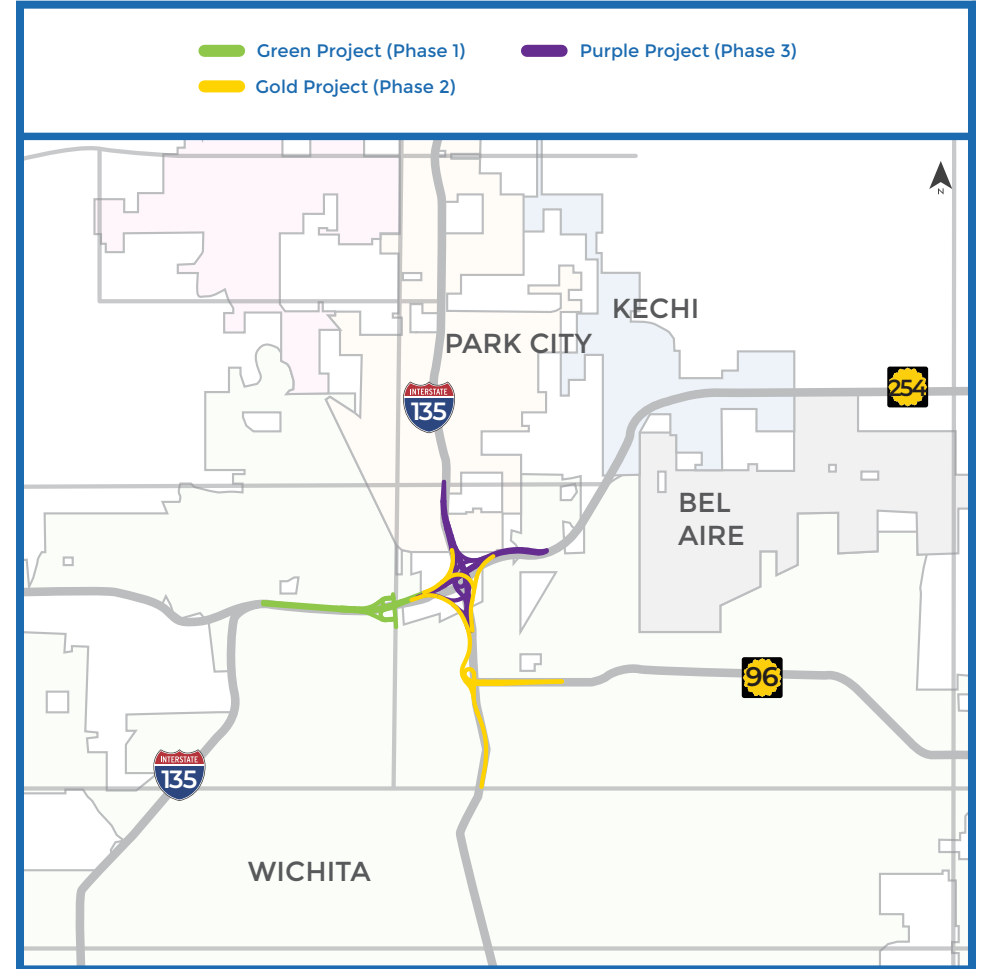 Green Project (Phase 1)
Purple Project (Phase 3)
Gold Project (Phase 2)
N
KECHI
PARK CITY
INTERSTATE
135
254
BEL
AIRE
96
INTERSTATE
135
WICHITA